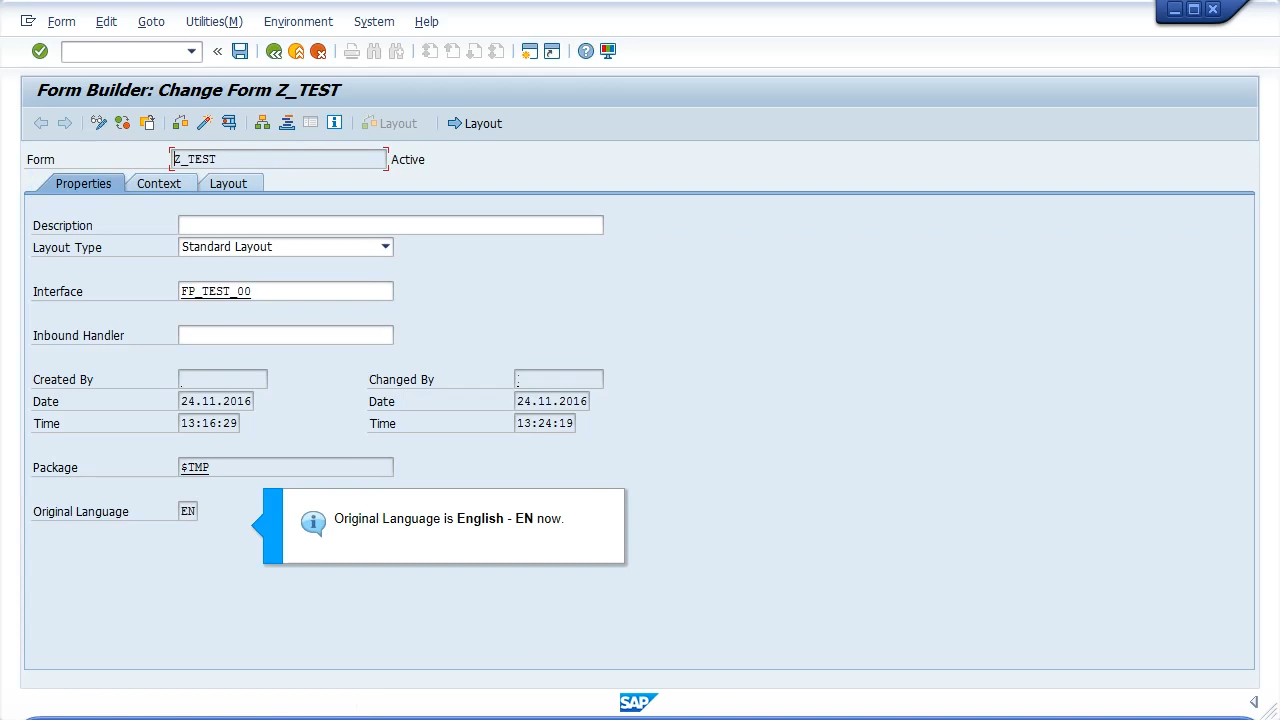 Form Edit Goto Utilities(M) Environment System Help
Form Builder: Change Form Z_TEST
Layout Layout
Form Z_TEST Active
Properties Context Layout
Description
Layout Type Standard Layout
Interface FP_TEST_00
Inbound Handler
Created By Changed By
Date 24.11.2016 Date 24.11.2016
Time 13:16:29 Time 13:24:19
Package $TMP
Original Language EN
Original Language is English - EN now.
SAP